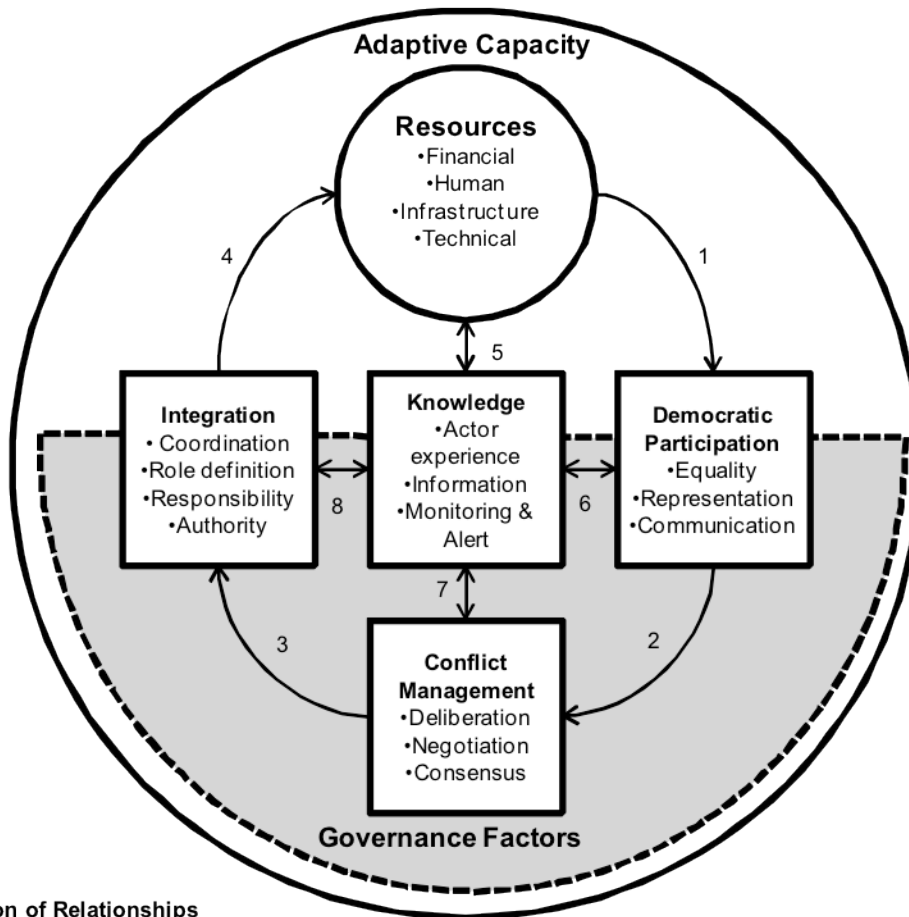 Adaptive Capacity
Resources
•Financial
•Human
•Infrastructure
•Technical
4
1
5
Integration
• Coordination
•Role definition
•Responsibility
•Authority
Knowledge
•Actor
experience
•Information
•Monitoring &
Alert
Democratic
Participation
•Equality
•Representation
•Communication
8
6
7
3
2
Conflict
Management
•Deliberation
•Negotiation
•Consensus
Governance Factors
of Relationships